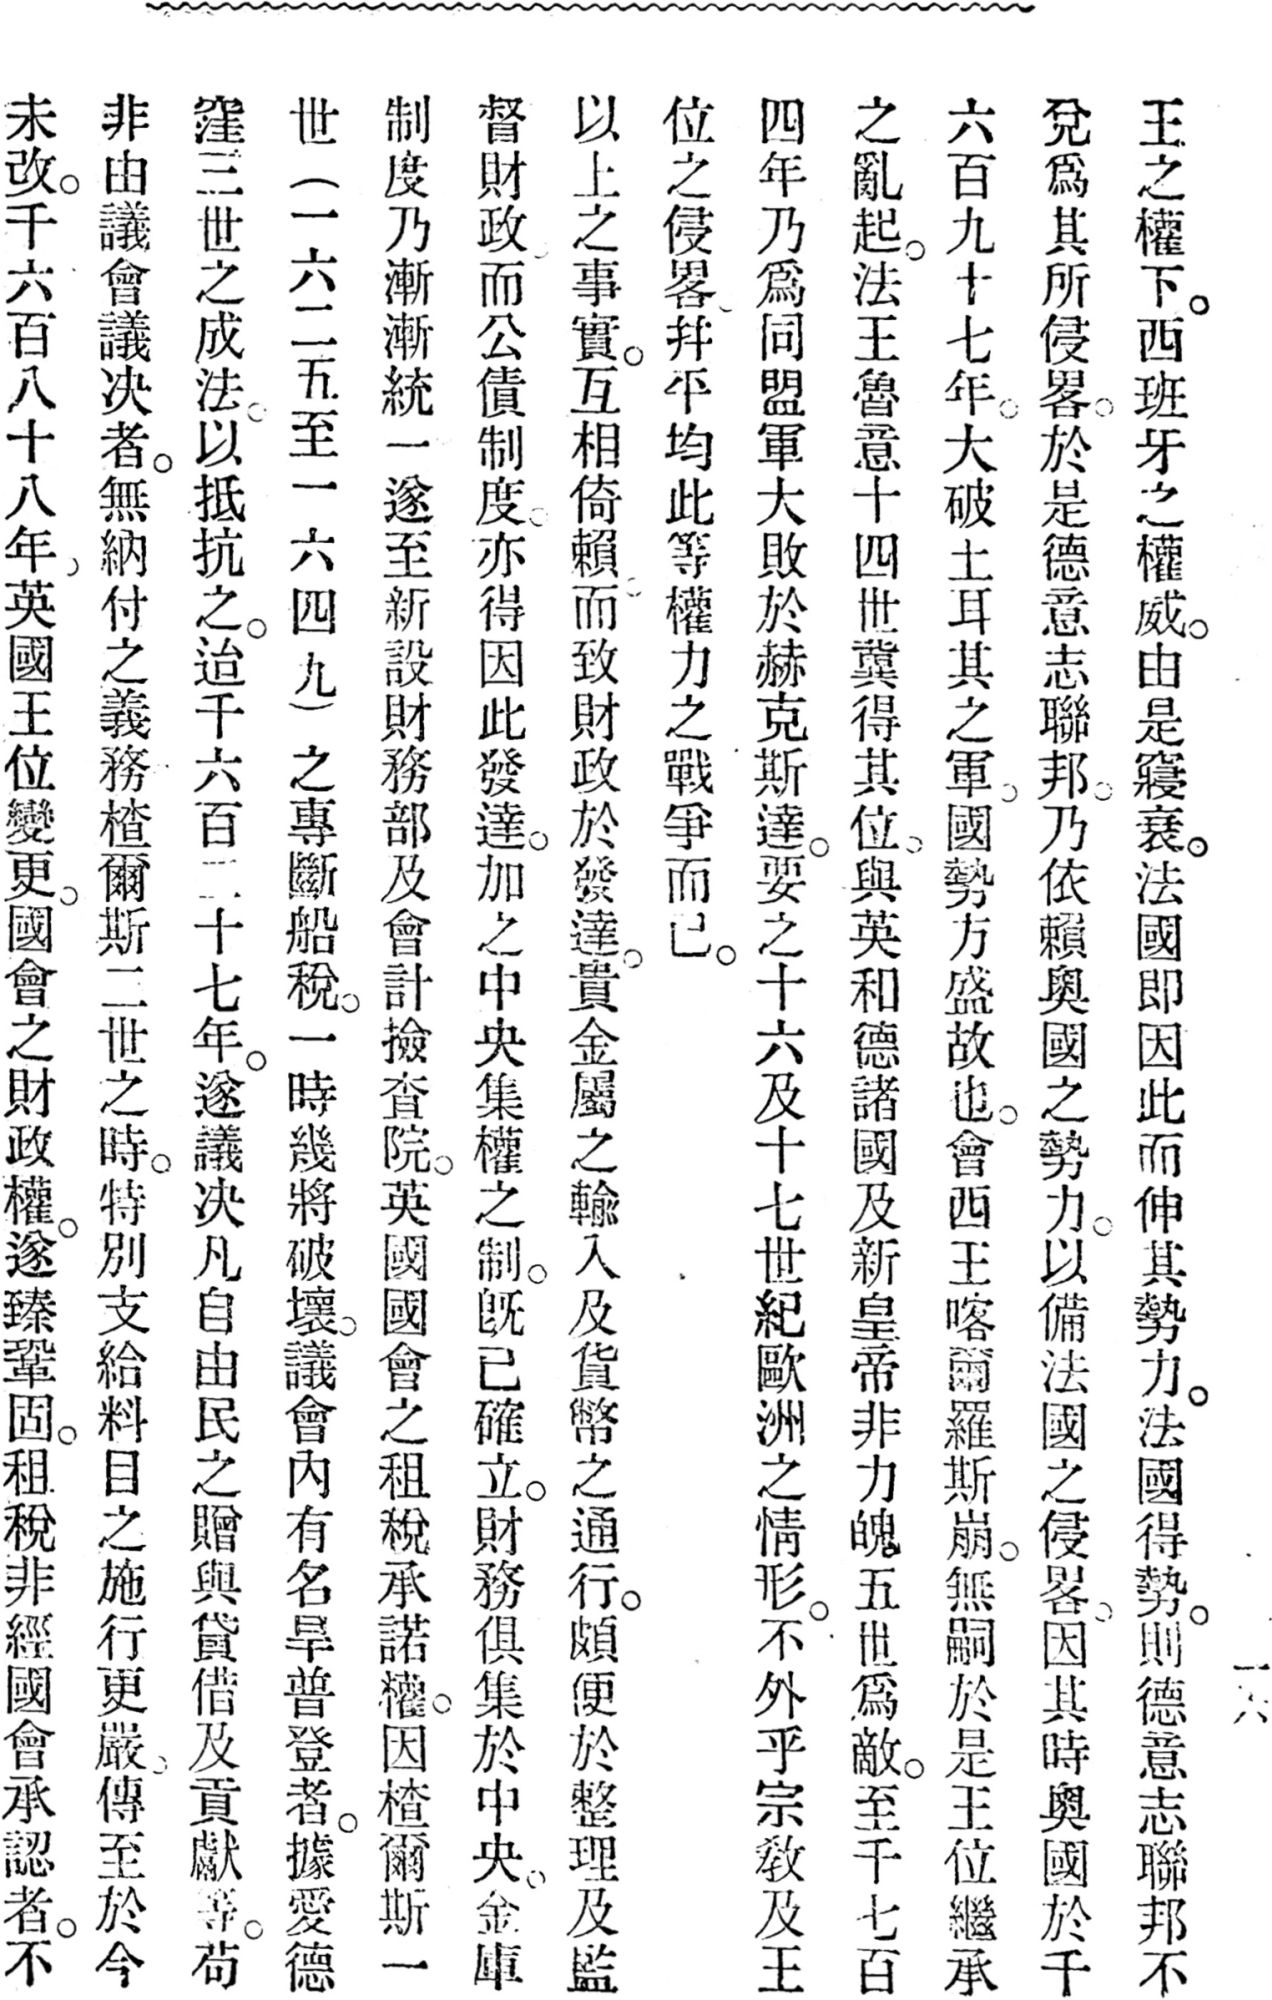 一六
王之權下。西班牙之權威。由是寖衰。法國即因此而伸其勢力。法國得勢。則德意志聯邦不
兌爲其所侵畧。於是德意志聯邦。乃依賴奧國之勢力。以備法國之侵畧。因其時奧國於千
六百九十七年。大破土耳其之軍。國勢方盛故也。會西王喀爾羅斯崩。無嗣於是王位繼承
之亂起。法王魯意十四世冀得其位。與英和德諸國及新皇帝非力魄五世爲敵。至千七百
四年乃爲同盟軍大敗於赫克斯達。要之十六及十七世紀歐洲之情形。不外乎宗敎及王
位之侵畧、幷平均此等權力之戰爭而已。
以上之事實。互相倚賴。而致財政於發達。貴金屬之輸入及貨幣之通行。頗便於整理及監
督財政、而公債制度。亦得因此發達。加之中央集權之制。旣已確立。財務俱集於中央。金庫
制度乃漸漸統一遂至新設財務部及會計撿査院。英國國會之租稅承諾權。因楂爾斯一
世（一六二五至一六四九）之專斷船稅。一時幾將破壞。議會內有名旱普登者。據愛德
窪三世之成法。以抵抗之。迨千六百二十七年。遂議决凡自由民之贈與貸借及貢獻等。苟
非由議會議决者。無納付之義務楂爾斯二世之時。特別支給料目之施行更嚴。傳至於今
未改。千六百八十八年、英國王位變更。國會之財政權。遂臻鞏固。租稅非經國會承認者。不